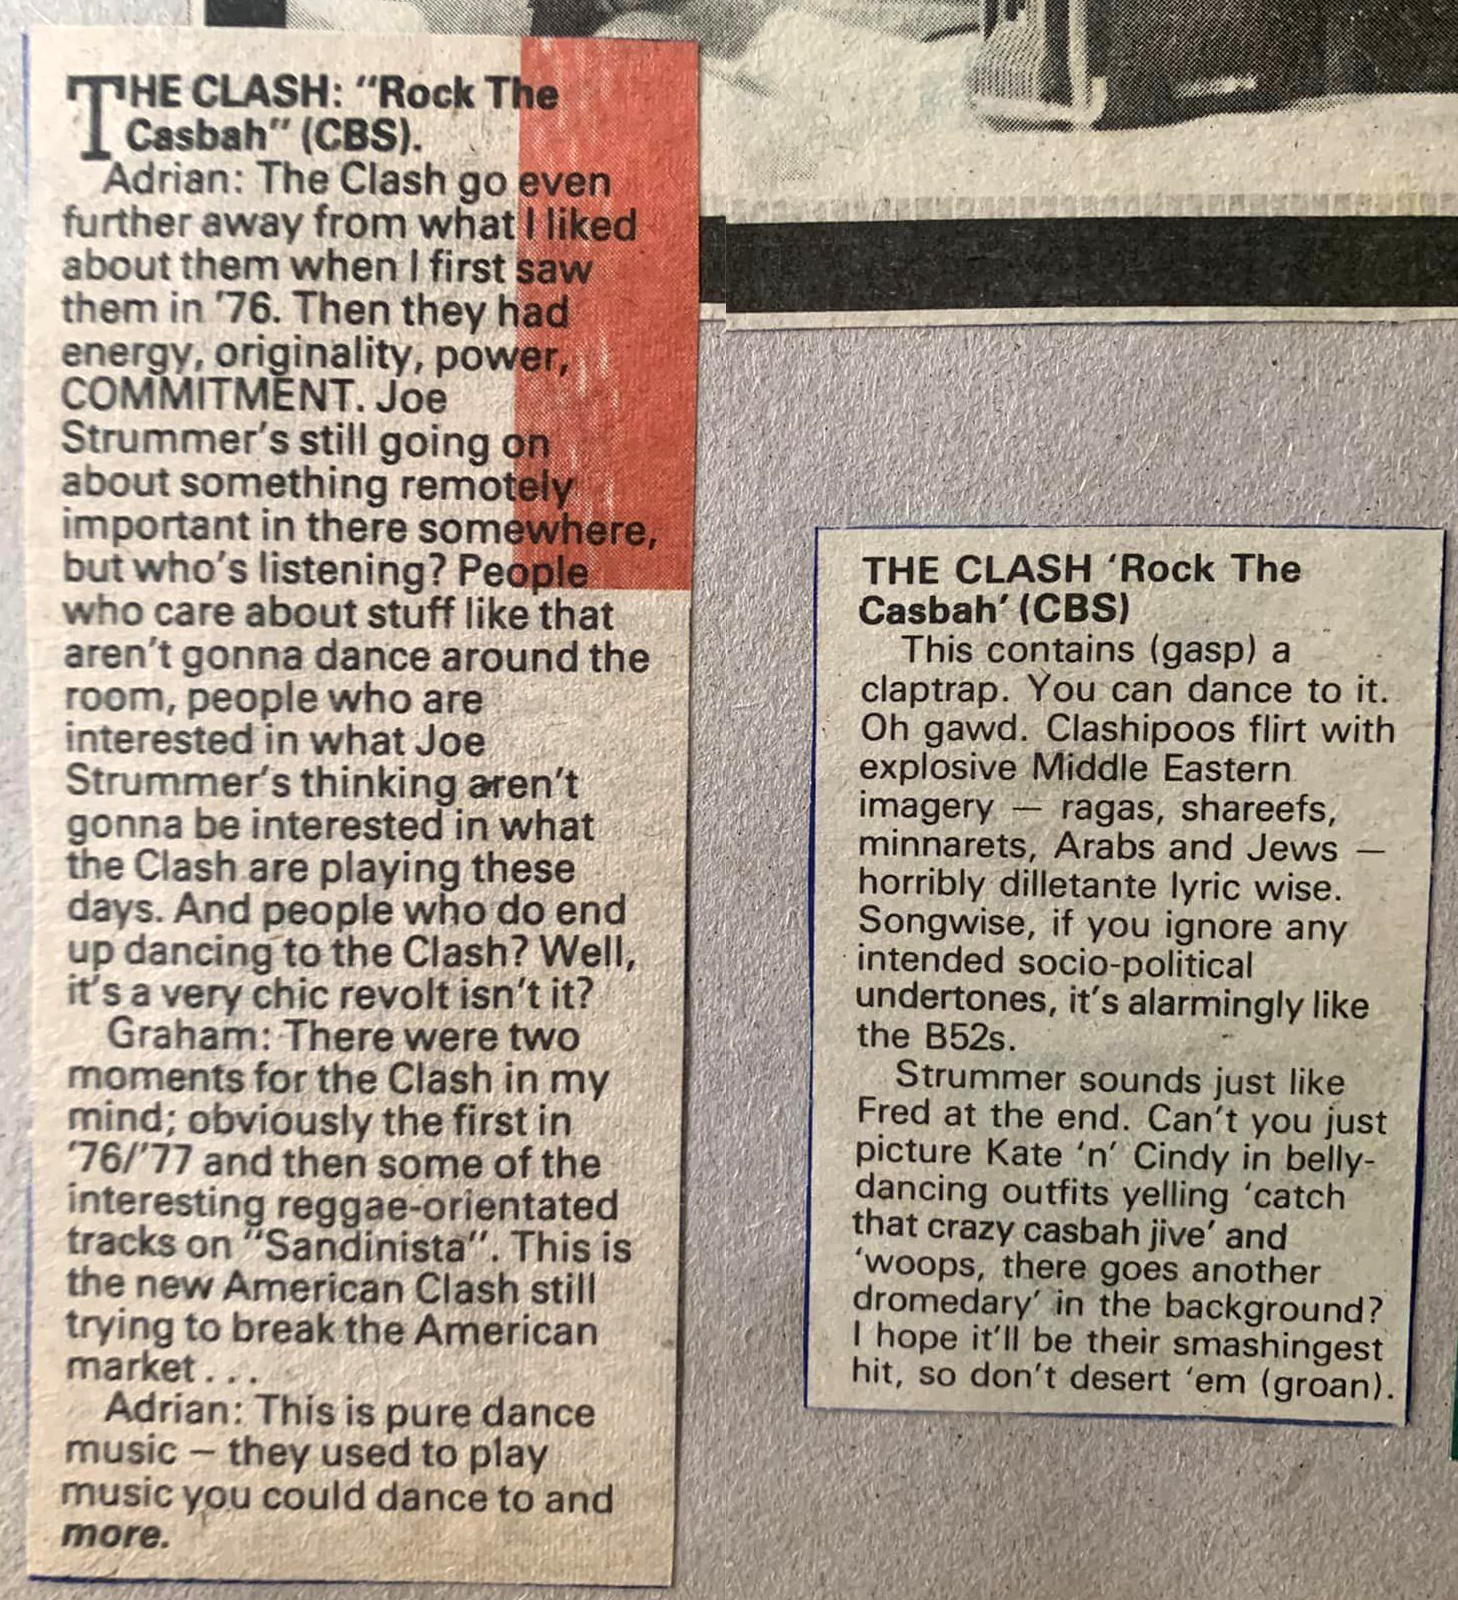 THE CLASH: "Rock The
Casbah" (CBS).
Adrian: The Clash go even
further away from what I liked
about them when I first saw
them in '76. Then they had
energy, originality, power,
COMMITMENT. Joe
Strummer's still going on
about something remotely
important in there somewhere,
but who's listening? People
who care about stuff like that
aren't gonna dance around the
room, people who are
interested in what Joe
Strummer's thinking aren't
gonna be interested in what
the Clash are playing these
days. And people who do end
up dancing to the Clash? Well,
it's a very chic revolt isn't it?
Graham: There were two
moments for the Clash in my
mind; obviously the first in
'76/'77 and then some of the
interesting reggae-orientated
tracks on "Sandinista". This is
the new American Clash still
trying to break the American
market...
Adrian: This is pure dance
music — they used to play
music you could dance to and
more.
THE CLASH 'Rock The
Casbah' (CBS)
This contains (gasp) a
claptrap. You can dance to it.
Oh gawd. Clashipoos flirt with
explosive Middle Eastern
imagery — ragas, shareefs,
minnarets, Arabs and Jews —
horribly dilletante lyric wise.
Songwise, if you ignore any
intended socio-political
undertones, it's alarmingly like
the B52s.
Strummer sounds just like
Fred at the end. Can't you just
picture Kate 'n' Cindy in belly-
dancing outfits yelling 'catch
that crazy casbah jive' and
'woops, there goes another
dromedary' in the background?
I hope it'll be their smashingest
hit, so don't desert 'em (groan).